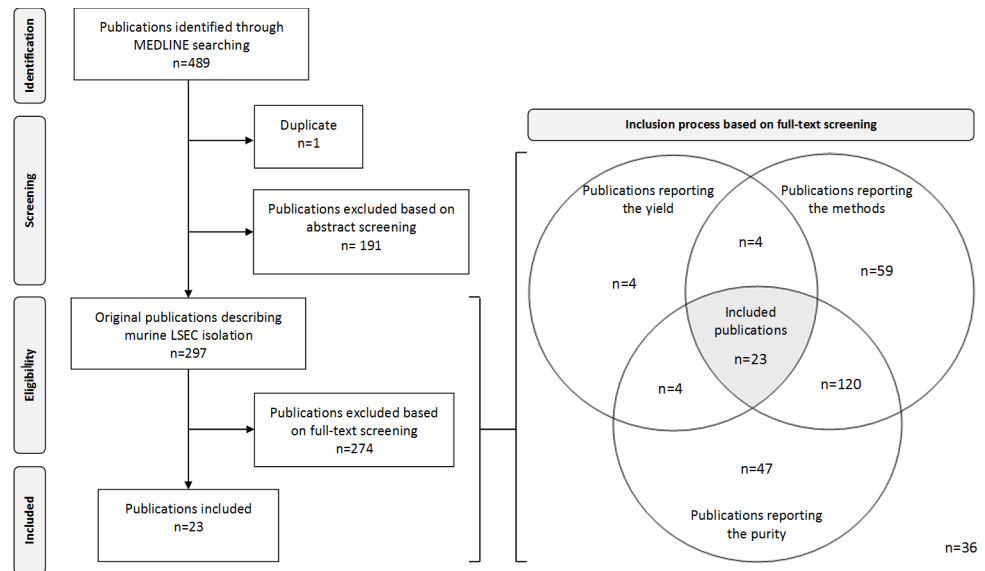 Identification
Publications identified through
MEDLINE searching
n=489
Screening
Duplicate
n=1
Publications excluded based on
abstract screening
n= 191
Eligibility
Original publications describing
murine LSEC isolation
n=297
Publications excluded based
on full-text screening
n=274
Included
Publications included
n=23
Inclusion process based on full-text screening
Publications reporting
the yield
Publications reporting
the methods
n=4
n=4
n=59
Included
publications
n=23
n=4
n=120
n=47
Publications reporting
the purity
n=36